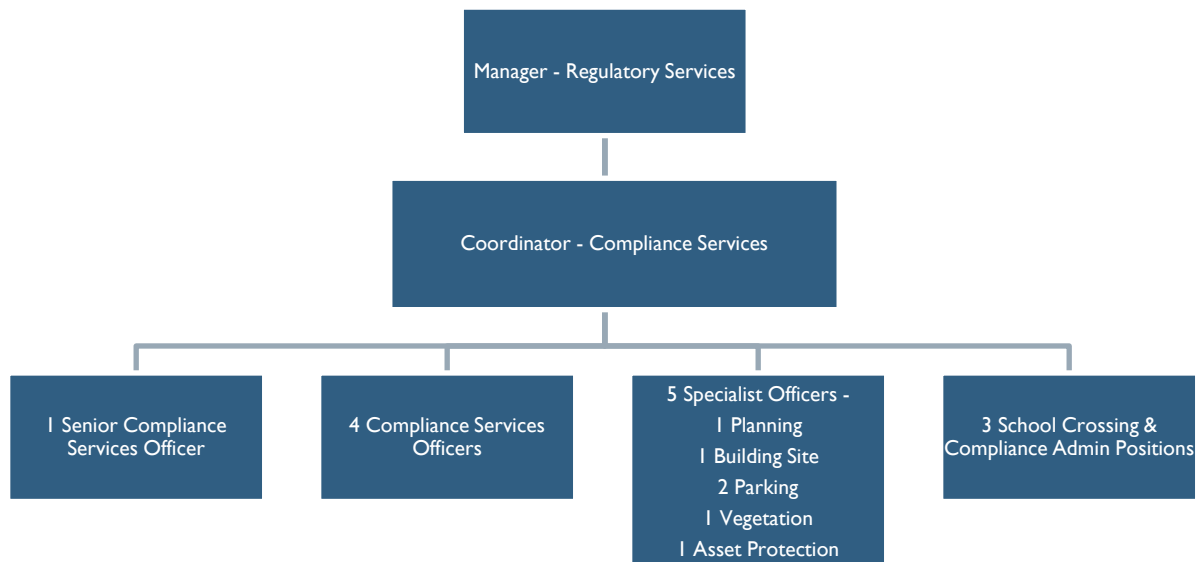 Manager - Regulatory Services
Coordinator - Compliance Services
1 Senior Compliance
Services Officer
4 Compliance Services
Officers
5 Specialist Officers -
1 Planning
1 Building Site
2 Parking
1 Vegetation
1 Asset Protection
3 School Crossing &
Compliance Admin Positions